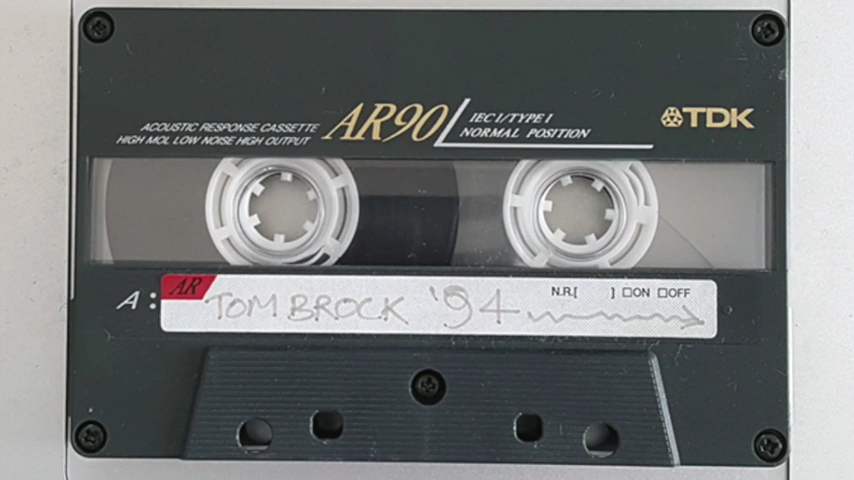 ACOUSTIC RESPONSE CASSETTE
HIGH MOL LOW NOISE HIGH OUTPUT
AR90
IEC I/TYPE I
NORMAL POSITION
TDK
A:
AR
TOM BROCK '94
N.R.[ ] □ON □OFF